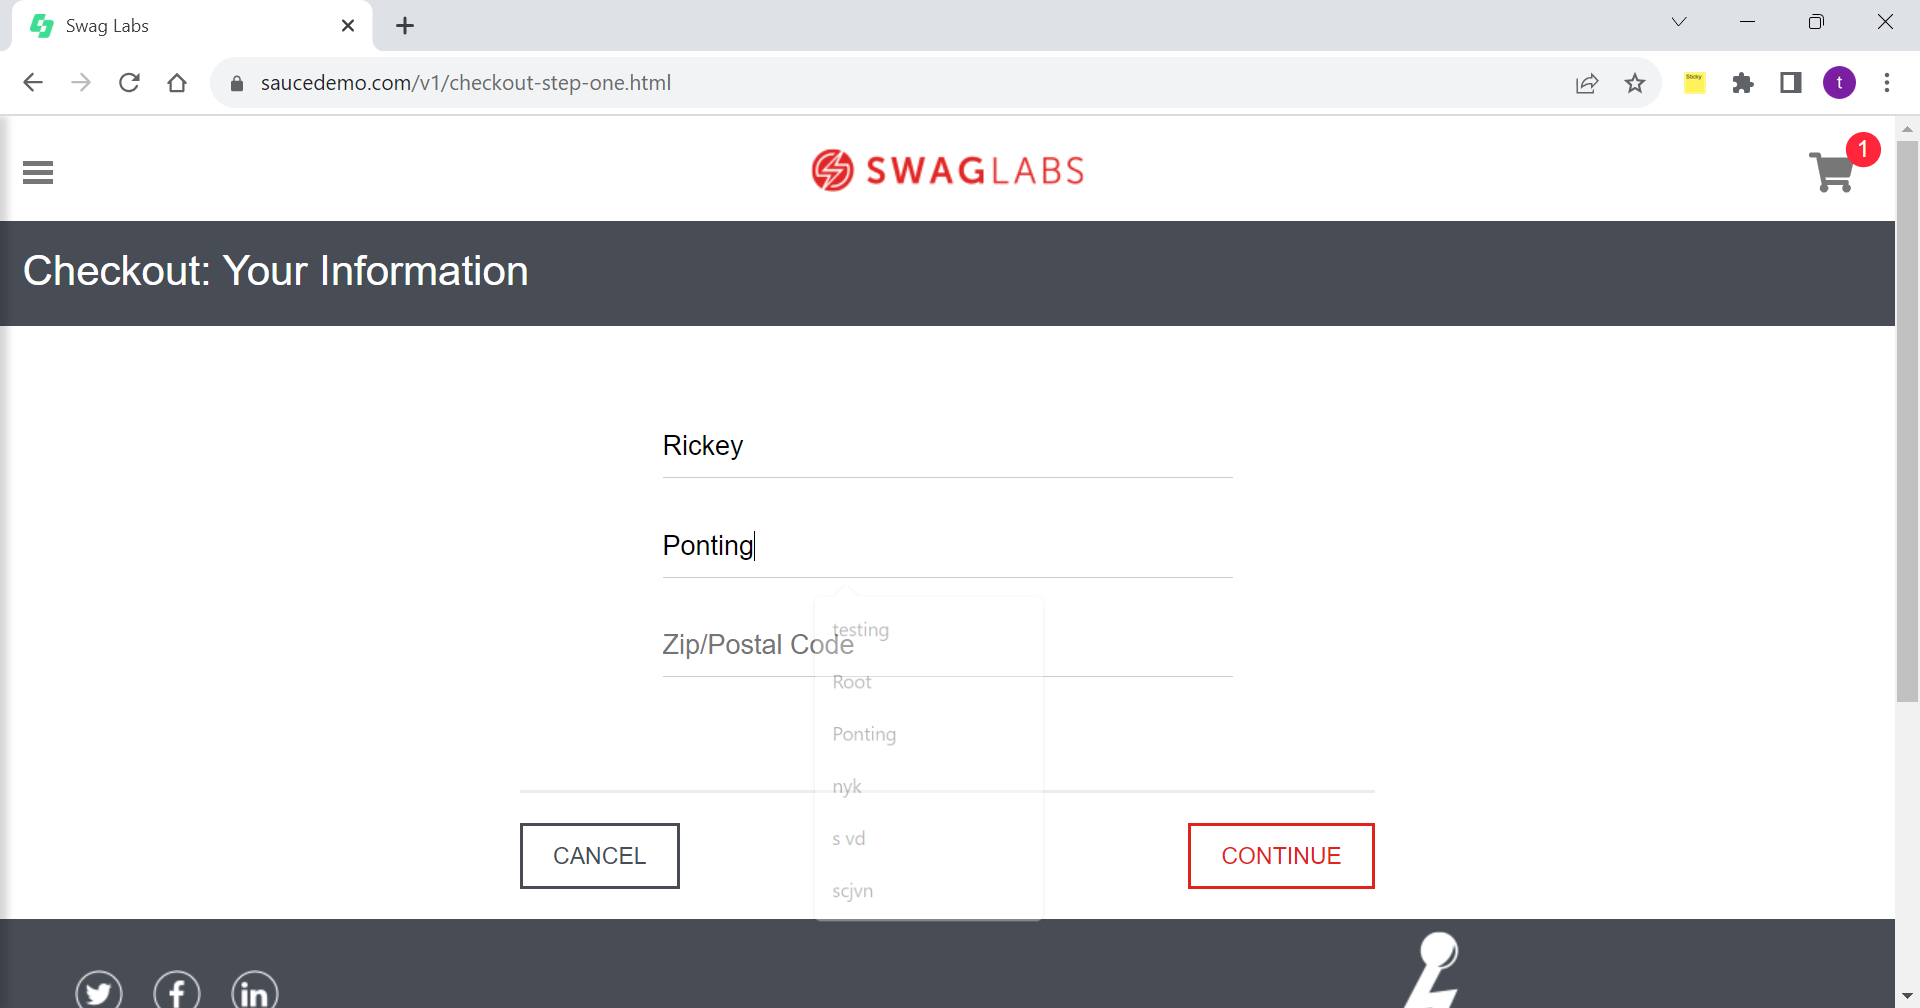 Swag Labs
saucedemo.com/v1/checkout-step-one.html
Sticky
t
SWAGLABS
1
Checkout: Your Information
Rickey
Ponting
Zip/Postal Code
testing
Root
Ponting
nyk
s vd
scjvn
CANCEL
CONTINUE